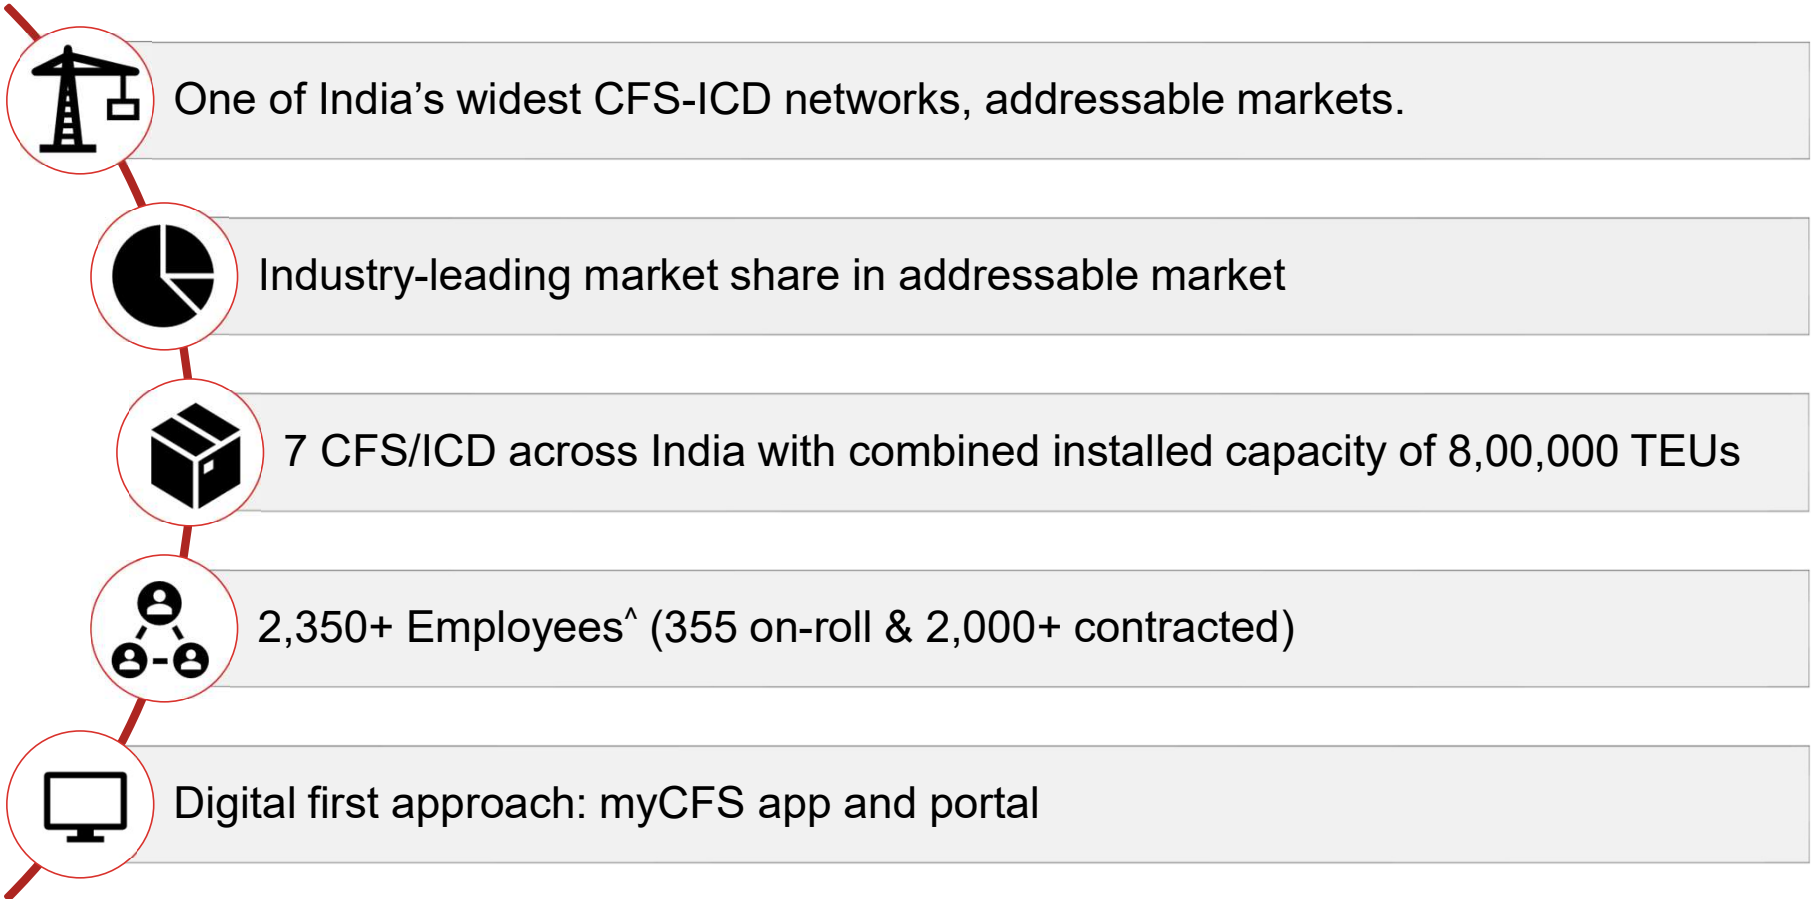 One of India’s widest CFS-ICD networks, addressable markets.
Industry-leading market share in addressable market
7 CFS/ICD across India with combined installed capacity of 8,00,000 TEUs
2,350+ Employees^ (355 on-roll & 2,000+ contracted)
Digital first approach: myCFS app and portal